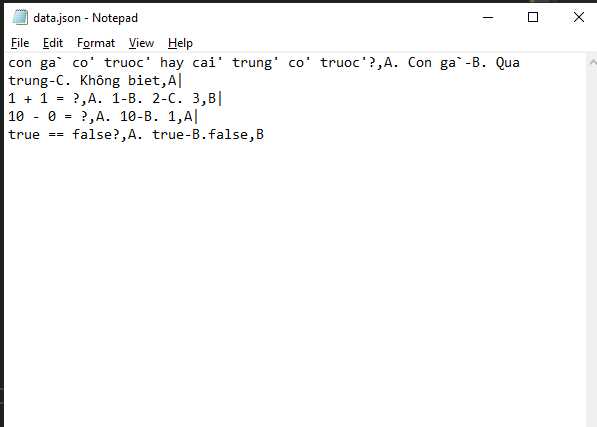 data.json - Notepad
File Edit Format View Help
con ga` co' truoc' hay cai' trung' co' truoc'?,A. Con ga`-B. Qua
trung-C. Không biet,A|
1 + 1 = ?,A. 1-B. 2-C. 3,B|
10 - 0 = ?,A. 10-B. 1,A|
true == false?,A. true-B.false,B